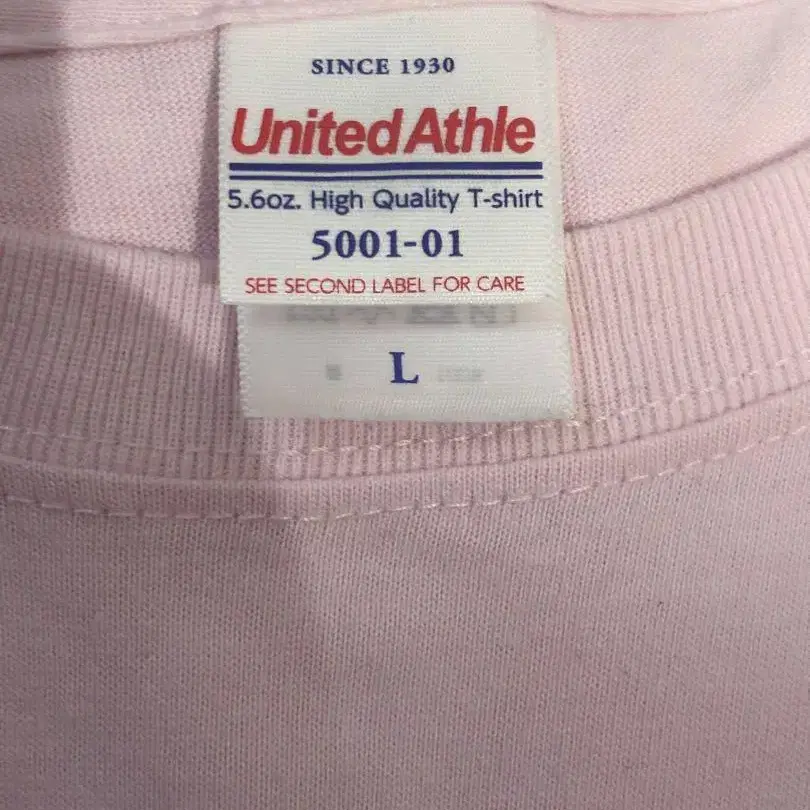 SINCE 1930
United Athle
5.6oz. High Quality T-shirt
5001-01
SEE SECOND LABEL FOR CARE
L